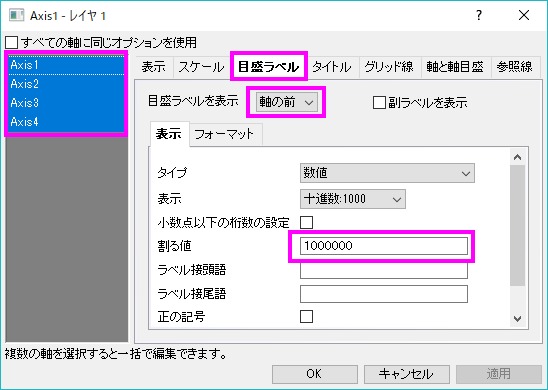 Axis1 - レイヤ 1
すべての軸に同じオプションを使用
Axis1
Axis2
Axis3
Axis4
表示 スケール 目盛ラベル タイトル グリッド線 軸と軸目盛 参照線
目盛ラベルを表示 軸の前 副ラベルを表示
表示 フォーマット
タイプ 数値
表示 十進数:1000
小数点以下の桁数の設定
割る値 1000000
ラベル接頭語
ラベル接尾語
正の記号
複数の軸を選択すると一括で編集できます。
OK キャンセル 適用